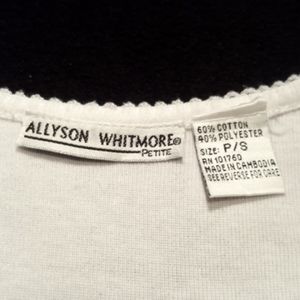 ALLYSON WHITMORE®
PETITE
60% COTTON
40% POLYESTER
SIZE: P/S
RN 101760
MADE IN CAMBODIA
SEE REVERSE FOR CARE